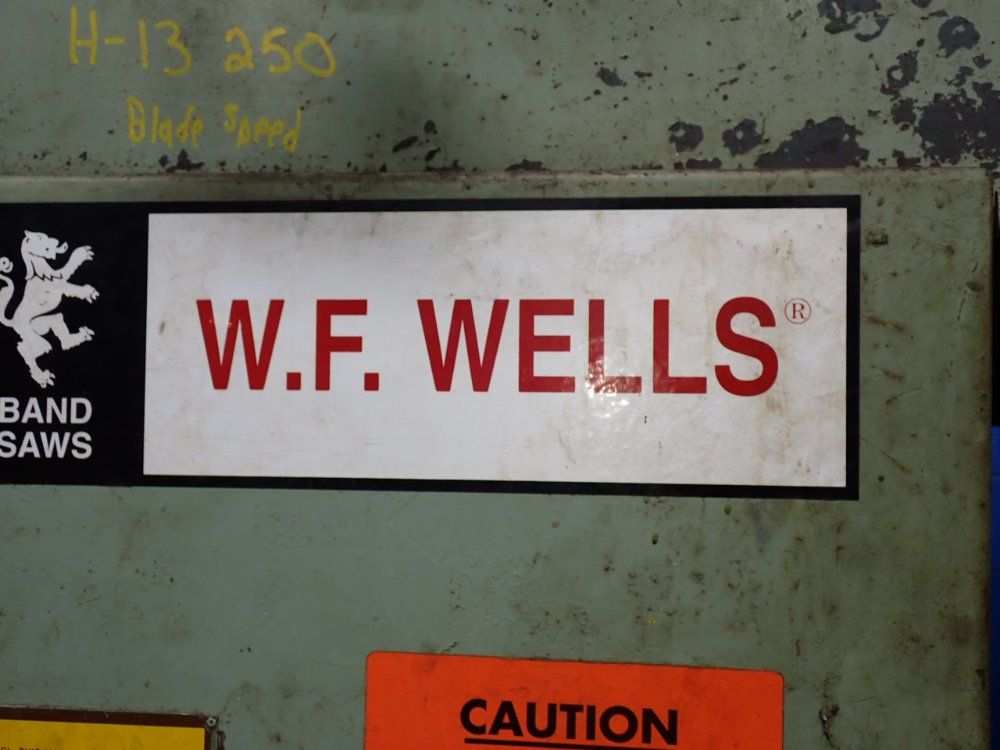 H-13 250
Blade Speed
BAND
SAWS
W.F. WELLS®
CAUTION